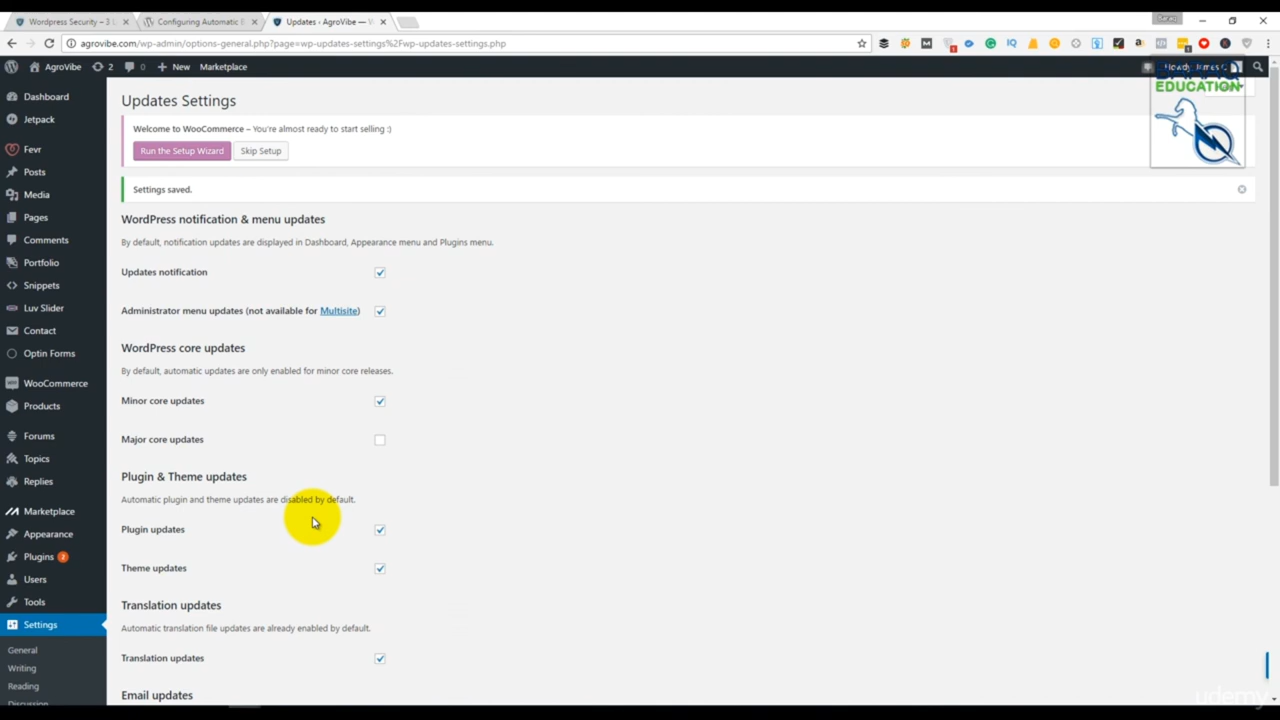 Wordpress Security – 3 L
Configuring Automatic E
Updates ‹ AgroVibe — W
Baraq
agrovibe.com/wp-admin/options-general.php?page=wp-updates-settings%2Fwp-updates-settings.php
AgroVibe 2 0 + New Marketplace
Howdy, James C
EDUCATION
Dashboard
Jetpack
Fevr
Posts
Media
Pages
Comments
Portfolio
Snippets
Luv Slider
Contact
Optin Forms
WooCommerce
Products
Forums
Topics
Replies
Marketplace
Appearance
Plugins 2
Users
Tools
Settings
General
Writing
Reading
Discussion
Updates Settings
Welcome to WooCommerce – You're almost ready to start selling :)
Run the Setup Wizard Skip Setup
Settings saved.
WordPress notification & menu updates
By default, notification updates are displayed in Dashboard, Appearance menu and Plugins menu.
Updates notification
Administrator menu updates (not available for Multisite)
WordPress core updates
By default, automatic updates are only enabled for minor core releases.
Minor core updates
Major core updates
Plugin & Theme updates
Automatic plugin and theme updates are disabled by default.
Plugin updates
Theme updates
Translation updates
Automatic translation file updates are already enabled by default.
Translation updates
Email updates
udemy